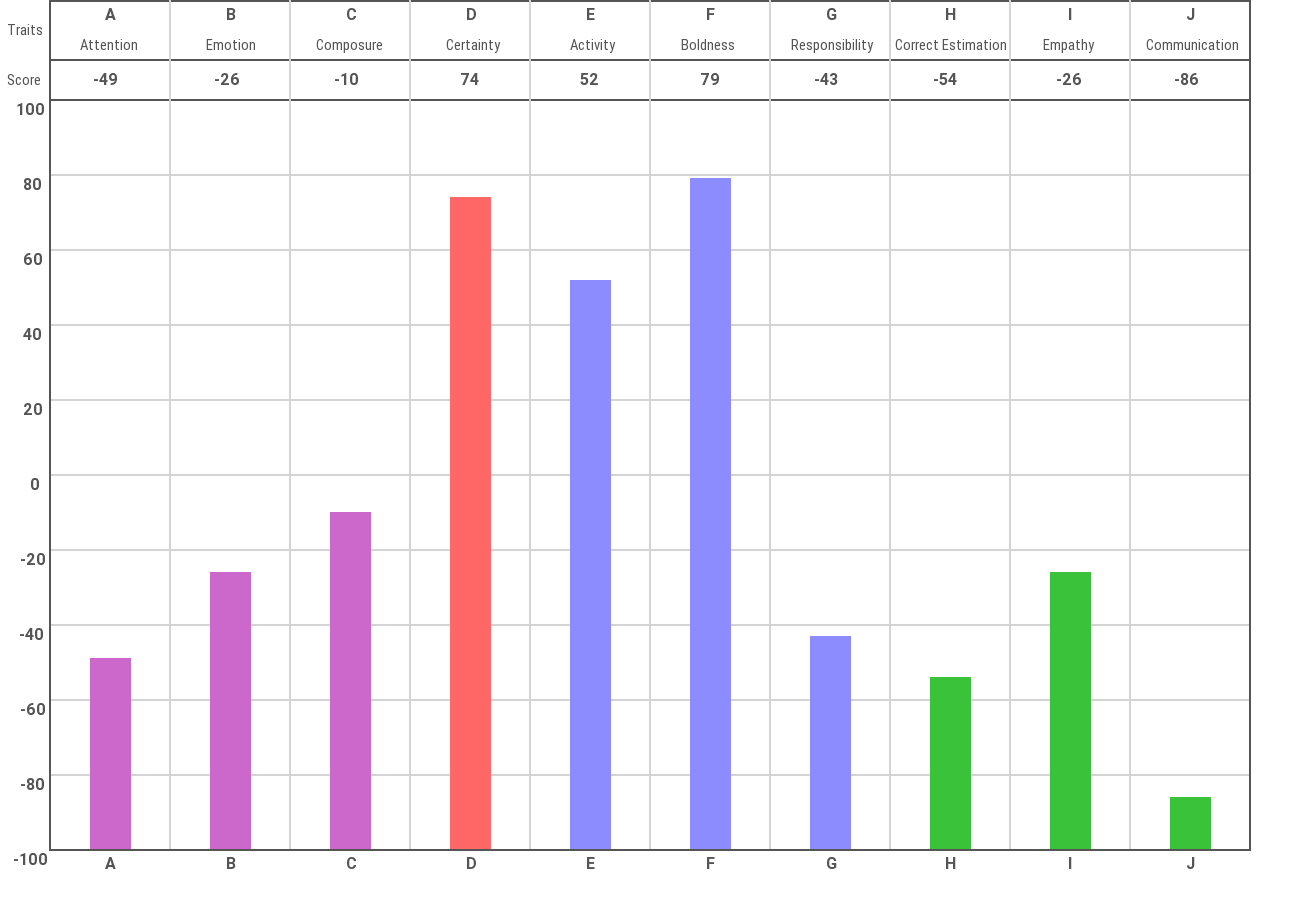 A B C D E F G H I J
Traits
Attention Emotion Composure Certainty Activity Boldness Responsibility Correct Estimation Empathy Communication
Score -49 -26 -10 74 52 79 -43 -54 -26 -86
100
80
60
40
20
0
-20
-40
-60
-80
-100
A B C D E F G H I J